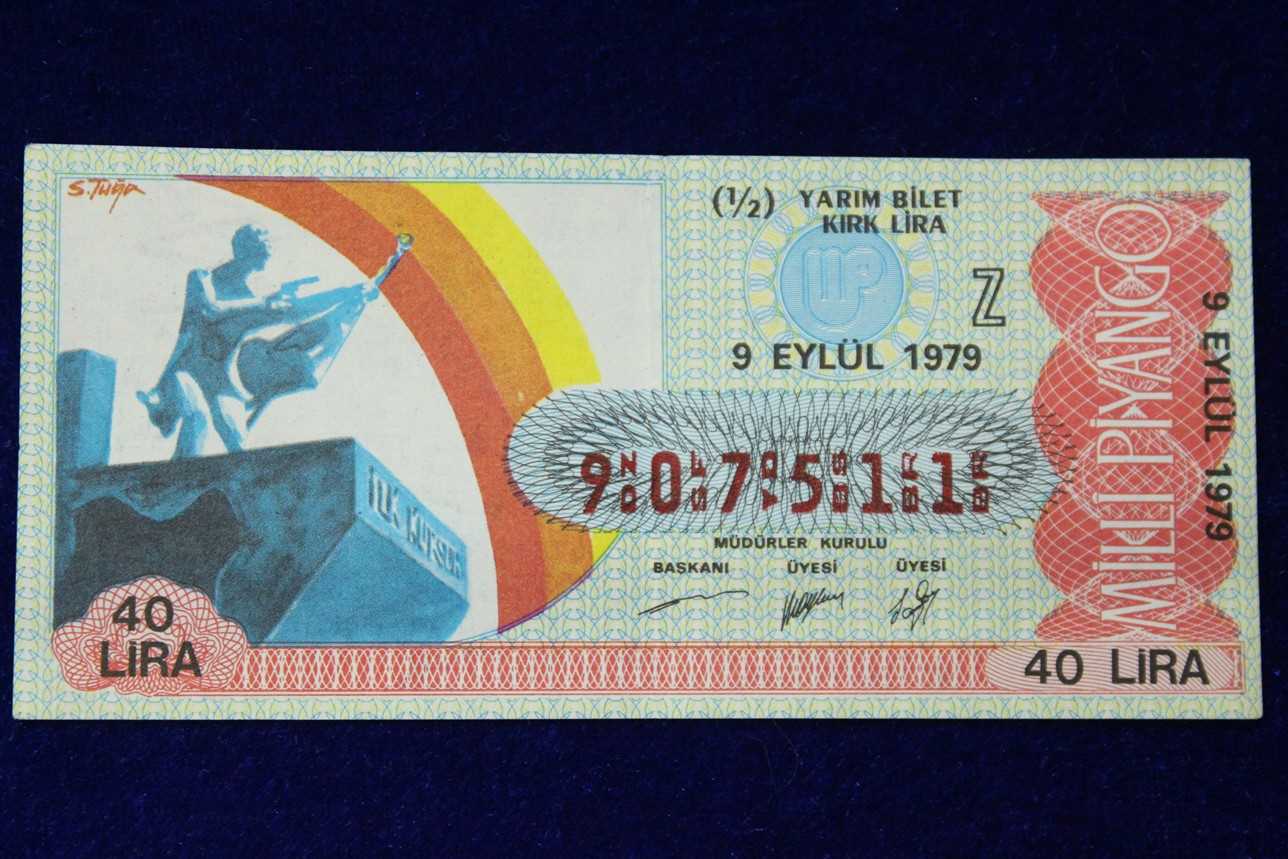 S. Tuğa
İLK KURŞUN
40
LİRA
(½) YARIM BİLET
KIRK LİRA
Z
9 EYLÜL 1979
9 0 7 5 1 1
MÜDÜRLER KURULU
BAŞKANI ÜYESİ ÜYESİ
40 LİRA
MİLLİ PİYANGO
9 EYLÜL 1979